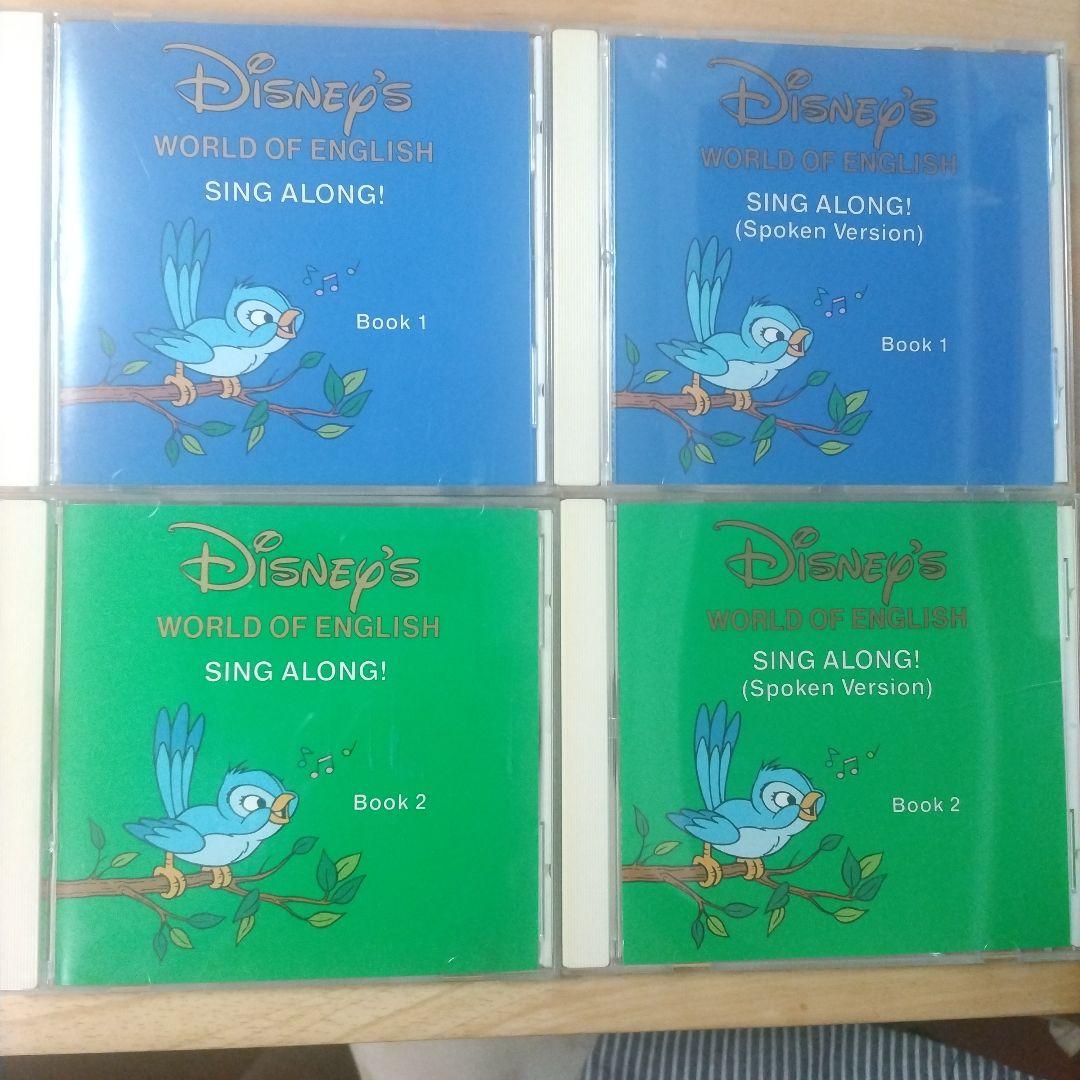 Disney's
WORLD OF ENGLISH
SING ALONG!
Book 1
Disney's
WORLD OF ENGLISH
SING ALONG!
(Spoken Version)
Book 1
Disney's
WORLD OF ENGLISH
SING ALONG!
Book 2
Disney's
WORLD OF ENGLISH
SING ALONG!
(Spoken Version)
Book 2